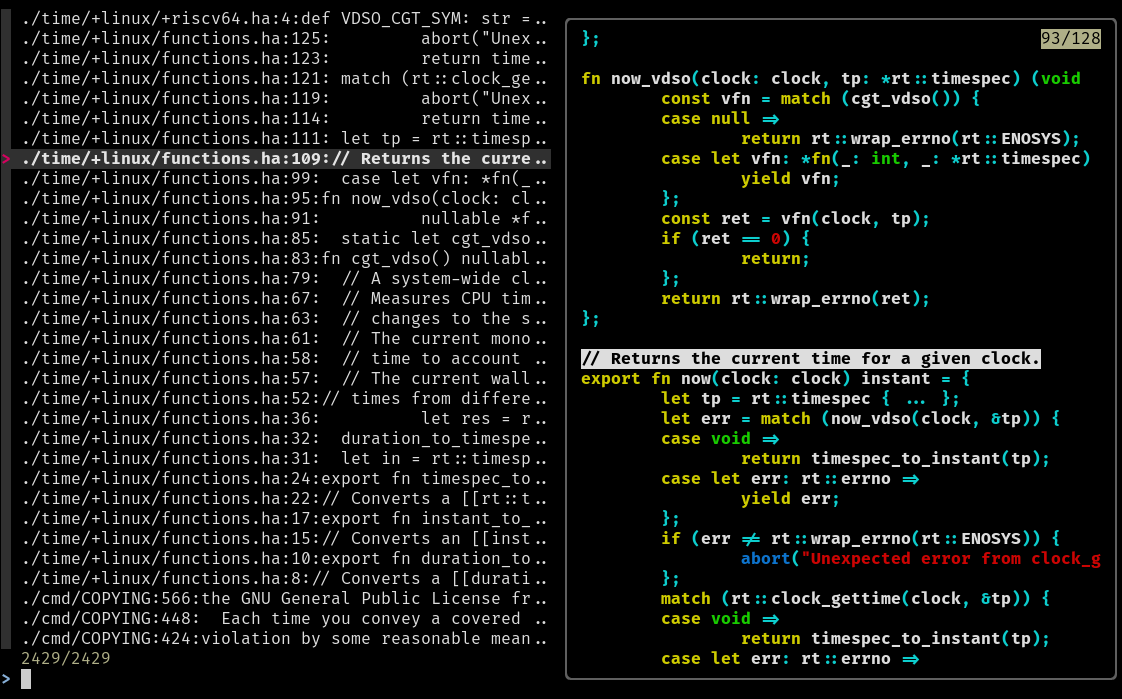 ./time/+linux/+riscv64.ha:4:def VDSO_CGT_SYM: str =..
./time/+linux/functions.ha:125:         abort("Unex..
./time/+linux/functions.ha:123:         return time..
./time/+linux/functions.ha:121: match (rt::clock_ge..
./time/+linux/functions.ha:119:         abort("Unex..
./time/+linux/functions.ha:114:         return time..
./time/+linux/functions.ha:111: let tp = rt::timesp..
> ./time/+linux/functions.ha:109:// Returns the curre..
./time/+linux/functions.ha:99:  case let vfn: *fn(_..
./time/+linux/functions.ha:95:fn now_vdso(clock: cl..
./time/+linux/functions.ha:91:          nullable *f..
./time/+linux/functions.ha:85:  static let cgt_vdso..
./time/+linux/functions.ha:83:fn cgt_vdso() nullabl..
./time/+linux/functions.ha:79:  // A system-wide cl..
./time/+linux/functions.ha:67:  // Measures CPU tim..
./time/+linux/functions.ha:63:  // changes to the s..
./time/+linux/functions.ha:61:  // The current mono..
./time/+linux/functions.ha:58:  // time to account ..
./time/+linux/functions.ha:57:  // The current wall..
./time/+linux/functions.ha:52:// times from differe..
./time/+linux/functions.ha:36:          let res = r..
./time/+linux/functions.ha:32:  duration_to_timespe..
./time/+linux/functions.ha:31:  let in = rt::timesp..
./time/+linux/functions.ha:24:export fn timespec_to..
./time/+linux/functions.ha:22:// Converts a [[rt::t..
./time/+linux/functions.ha:17:export fn instant_to_..
./time/+linux/functions.ha:15:// Converts an [[inst..
./time/+linux/functions.ha:10:export fn duration_to..
./time/+linux/functions.ha:8:// Converts a [[durati..
./cmd/COPYING:566:the GNU General Public License fr..
./cmd/COPYING:448:  Each time you convey a covered ..
./cmd/COPYING:424:violation by some reasonable mean..
2429/2429
>
};
93/128
fn now_vdso(clock: clock, tp: *rt::timespec) (void
        const vfn = match (cgt_vdso()) {
        case null =>
                return rt::wrap_errno(rt::ENOSYS);
        case let vfn: *fn(_: int, _: *rt::timespec)
                yield vfn;
        };
        const ret = vfn(clock, tp);
        if (ret == 0) {
                return;
        };
        return rt::wrap_errno(ret);
};
// Returns the current time for a given clock.
export fn now(clock: clock) instant = {
        let tp = rt::timespec { ... };
        let err = match (now_vdso(clock, &tp)) {
        case void =>
                return timespec_to_instant(tp);
        case let err: rt::errno =>
                yield err;
        };
        if (err != rt::wrap_errno(rt::ENOSYS)) {
                abort("Unexpected error from clock_g
        };
        match (rt::clock_gettime(clock, &tp)) {
        case void =>
                return timespec_to_instant(tp);
        case let err: rt::errno =>